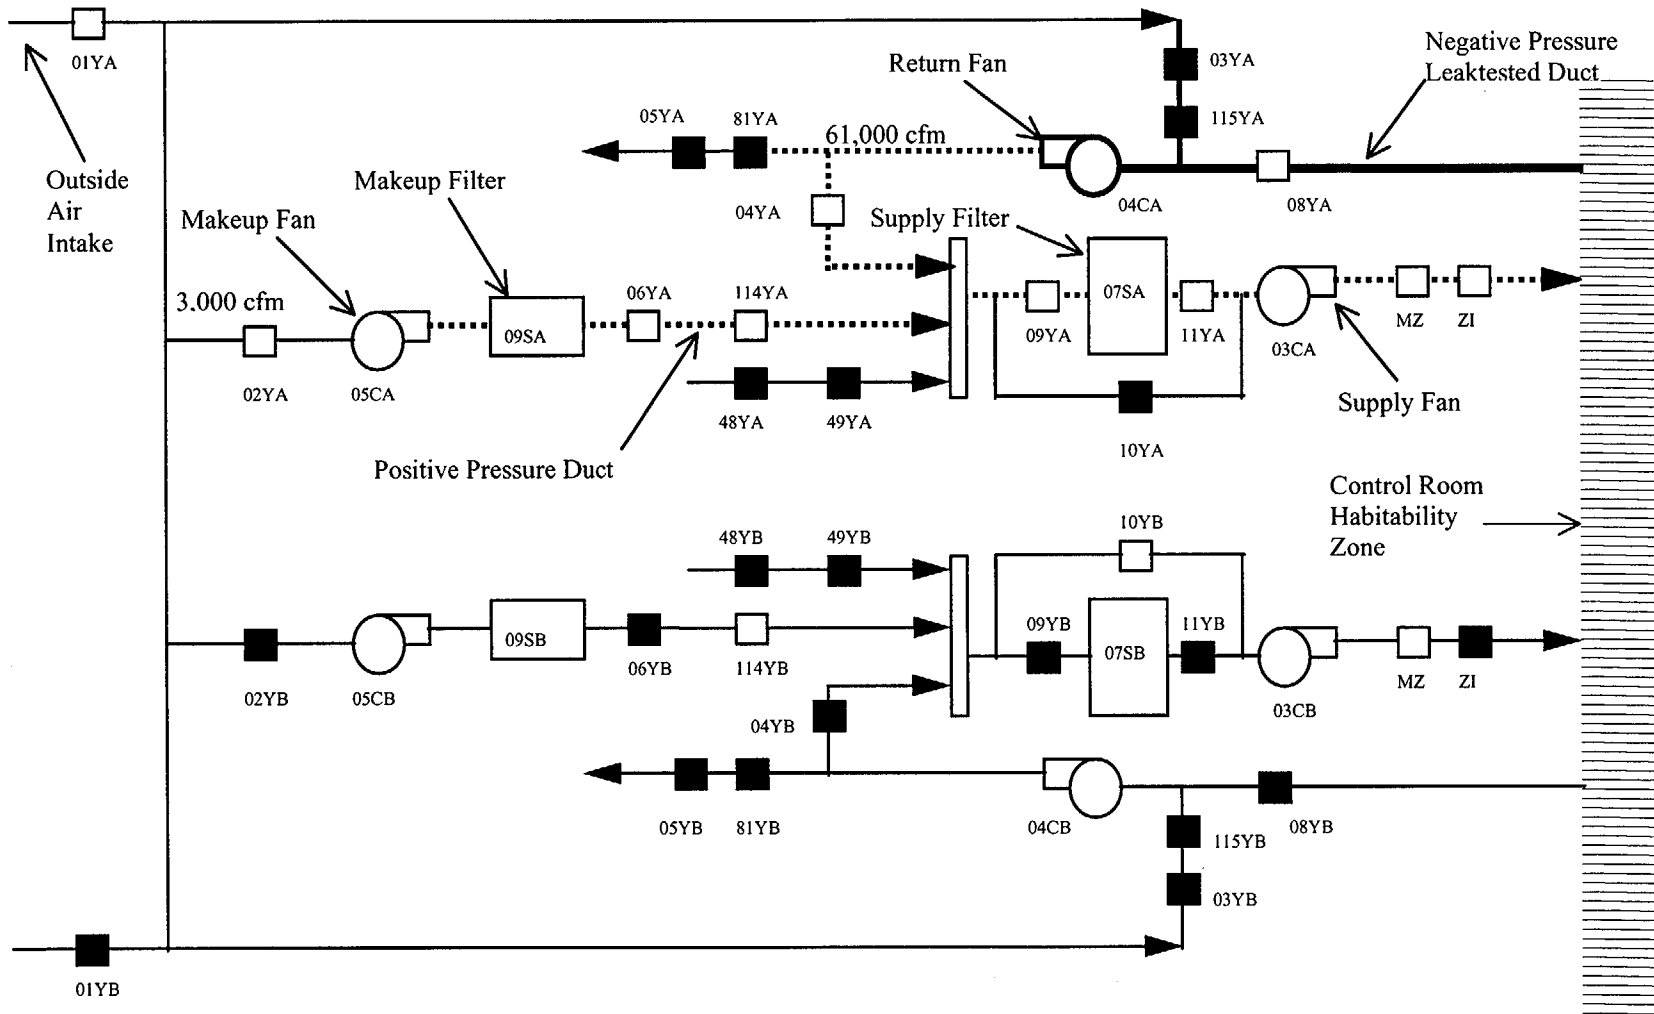 01YA
03YA
Negative Pressure
Leaktested Duct
Return Fan
05YA
81YA
61,000 cfm
115YA
Outside
Air
Intake
Makeup Filter
04YA
04CA
08YA
Makeup Fan
Supply Filter
3.000 cfm
06YA
114YA
07SA
09SA
09YA
11YA
MZ
ZI
03CA
02YA
05CA
48YA
49YA
Supply Fan
10YA
Positive Pressure Duct
Control Room
Habitability
Zone
48YB
49YB
10YB
09YB
11YB
09SB
07SB
06YB
114YB
02YB
05CB
MZ
ZI
03CB
04YB
05YB
81YB
04CB
08YB
115YB
03YB
01YB